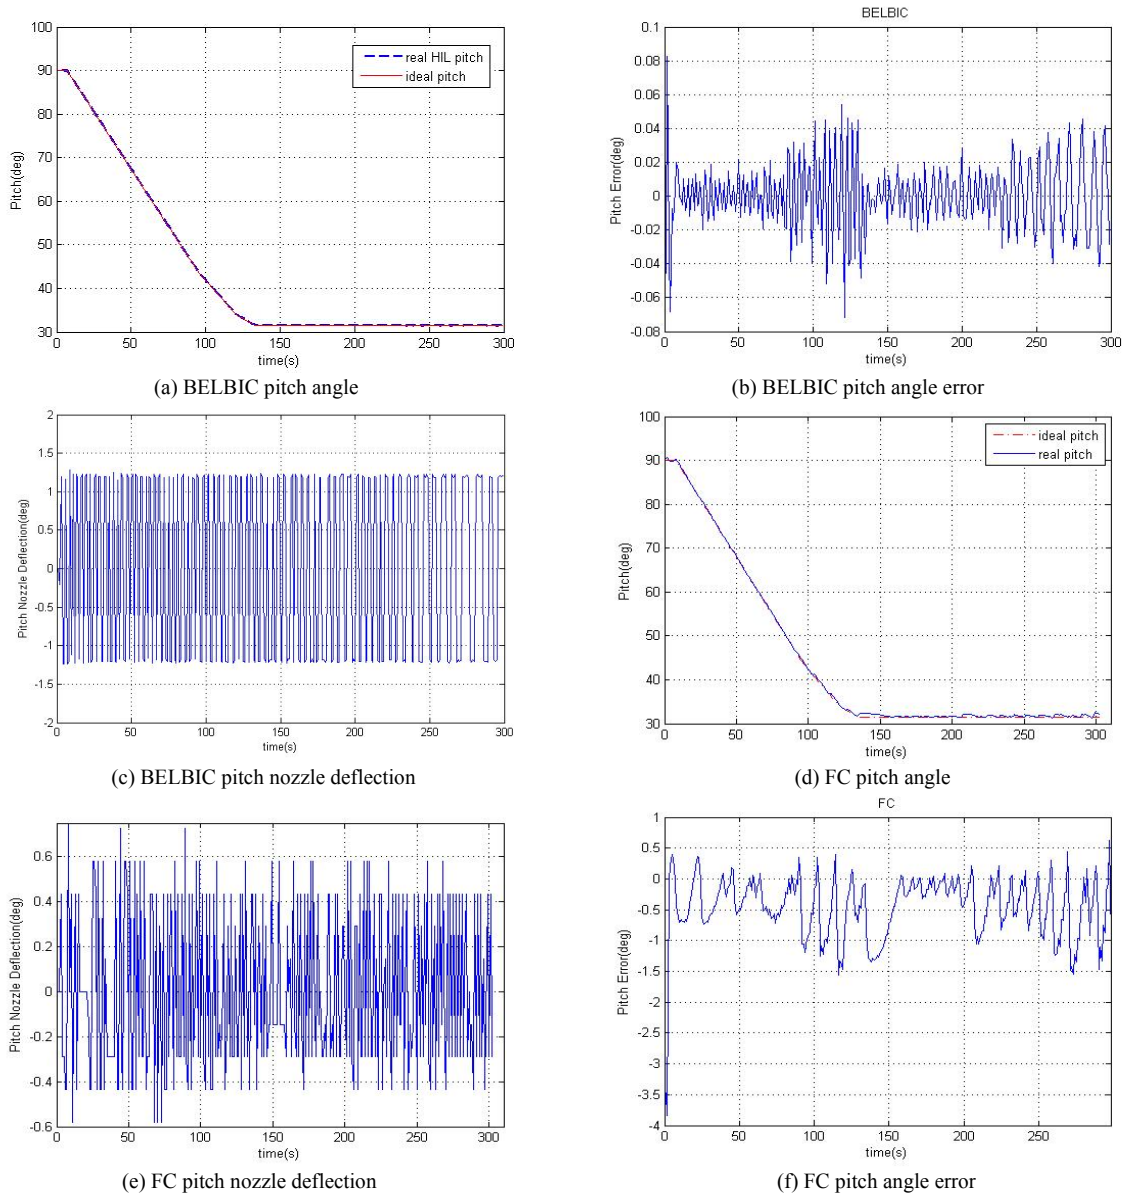 100
90
80
70
60
50
40
30
Pitch(deg)
real HIL pitch
ideal pitch
0 50 100 150 200 250 300
time(s)
(a) BELBIC pitch angle
BELBIC
0.1
0.08
0.06
0.04
0.02
0
-0.02
-0.04
-0.06
-0.08
Pitch Error(deg)
0 50 100 150 200 250 300
time(s)
(b) BELBIC pitch angle error
2
1.5
1
0.5
0
-0.5
-1
-1.5
-2
Pitch Nozzle Deflection(deg)
0 50 100 150 200 250 300
time(s)
(c) BELBIC pitch nozzle deflection
100
90
80
70
60
50
40
30
Pitch(deg)
ideal pitch
real pitch
0 50 100 150 200 250 300
time(s)
(d) FC pitch angle
0.6
0.4
0.2
0
-0.2
-0.4
-0.6
Pitch Nozzle Deflection(deg)
0 50 100 150 200 250 300
time(s)
(e) FC pitch nozzle deflection
FC
1
0.5
0
-0.5
-1
-1.5
-2
-2.5
-3
-3.5
-4
Pitch Error(deg)
0 50 100 150 200 250
time(s)
(f) FC pitch angle error